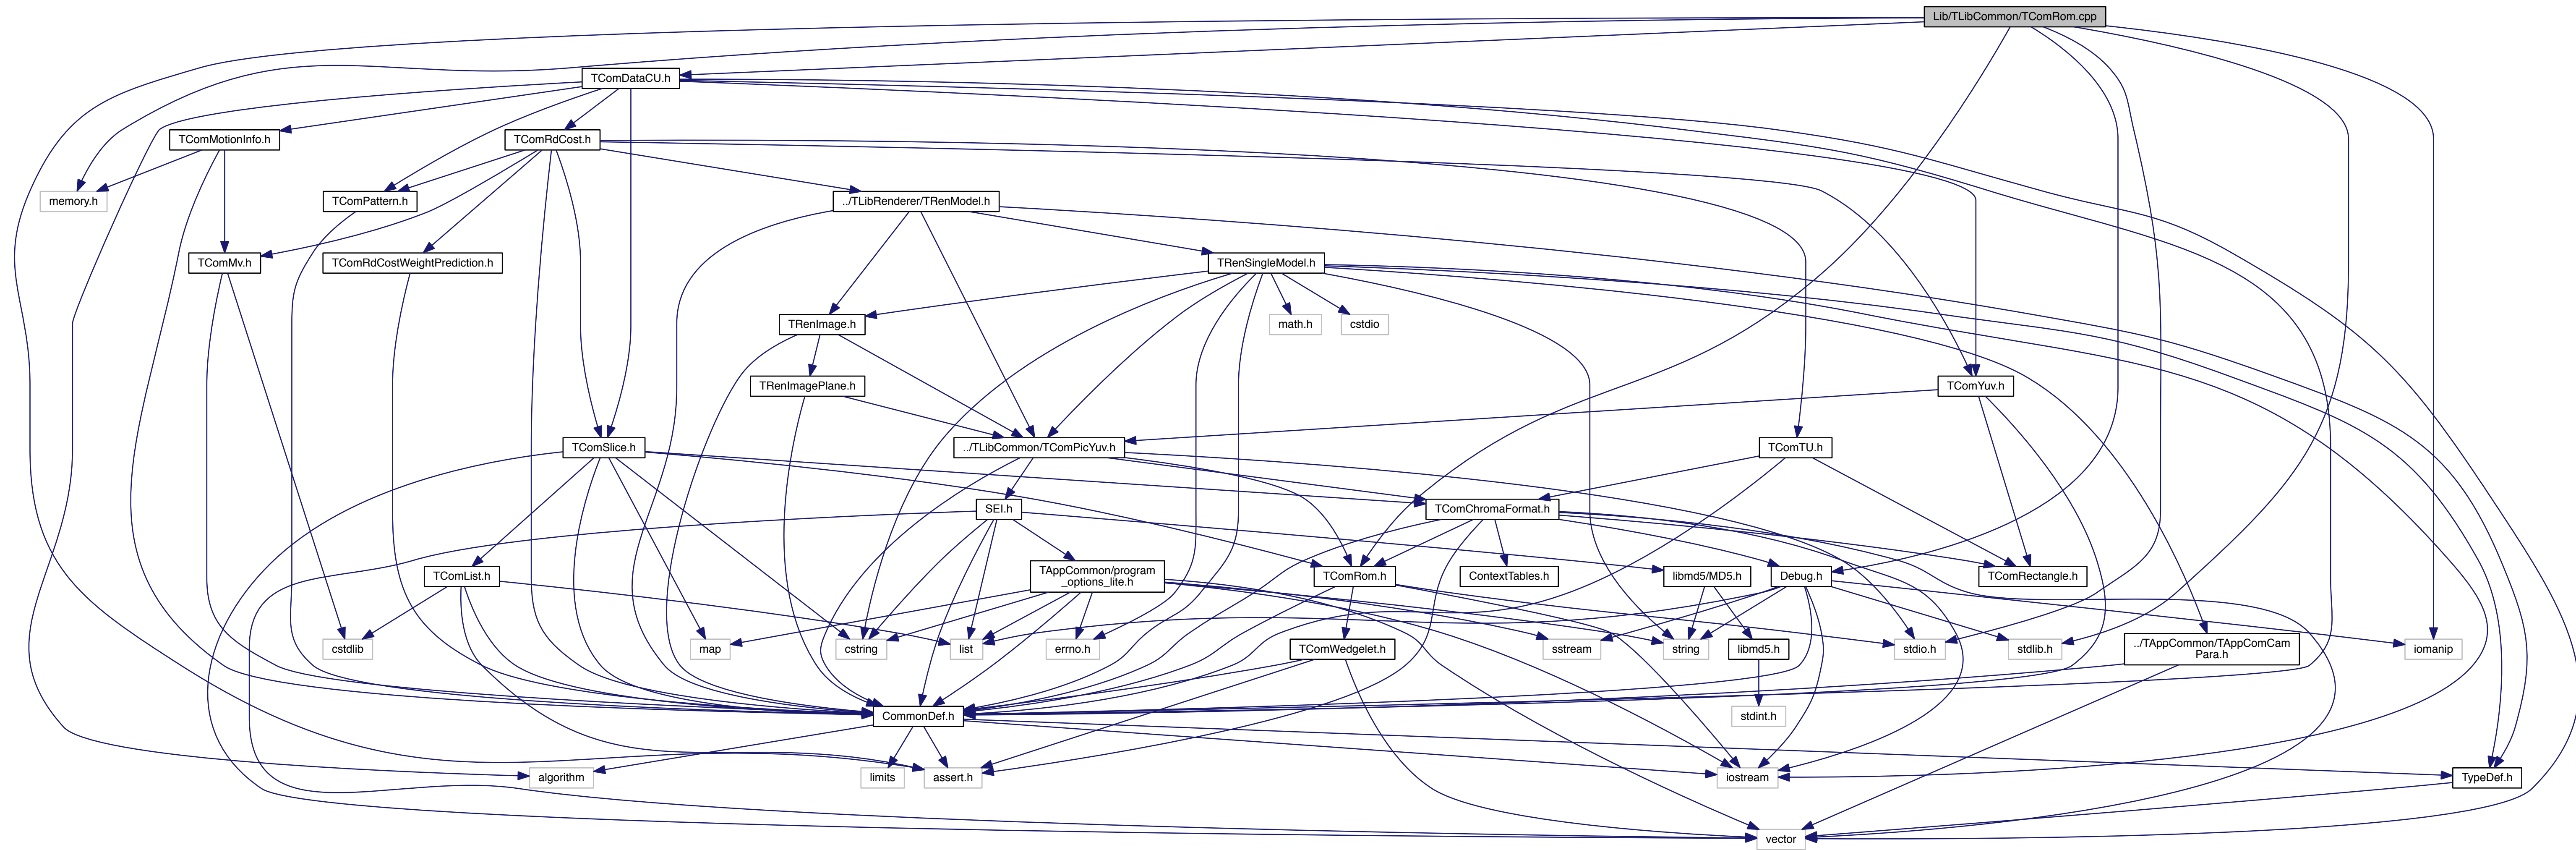 Lib/TLibCommon/TComRom.cpp
TComDataCU.h
TComMotionInfo.h
TComRdCost.h
memory.h
TComPattern.h
../TLibRenderer/TRenModel.h
TComMv.h
TComRdCostWeightPrediction.h
TRenSingleModel.h
TRenImage.h
math.h
cstdio
TRenImagePlane.h
TComYuv.h
TComSlice.h
../TLibCommon/TComPicYuv.h
TComTU.h
SEI.h
TComChromaFormat.h
TComList.h
TAppCommon/program
_options_lite.h
TComRom.h
ContextTables.h
libmd5/MD5.h
Debug.h
TComRectangle.h
cstdlib
map
cstring
list
errno.h
TComWedgelet.h
sstream
string
libmd5.h
stdio.h
stdlib.h
../TAppCommon/TAppComCam
Para.h
iomanip
CommonDef.h
stdint.h
algorithm
limits
assert.h
iostream
TypeDef.h
vector